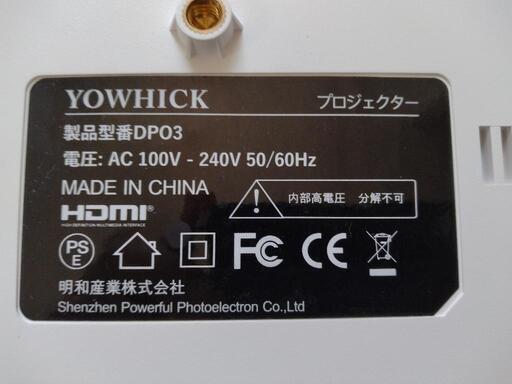 YOWHICK プロジェクター
製品型番DPO3
電圧: AC 100V - 240V 50/60Hz
MADE IN CHINA
HDMI®
HIGH-DEFINITION MULTIMEDIA INTERFACE
! 内部高電圧 分解不可
PS
E
FC CE
明和産業株式会社
Shenzhen Powerful Photoelectron Co.,Ltd